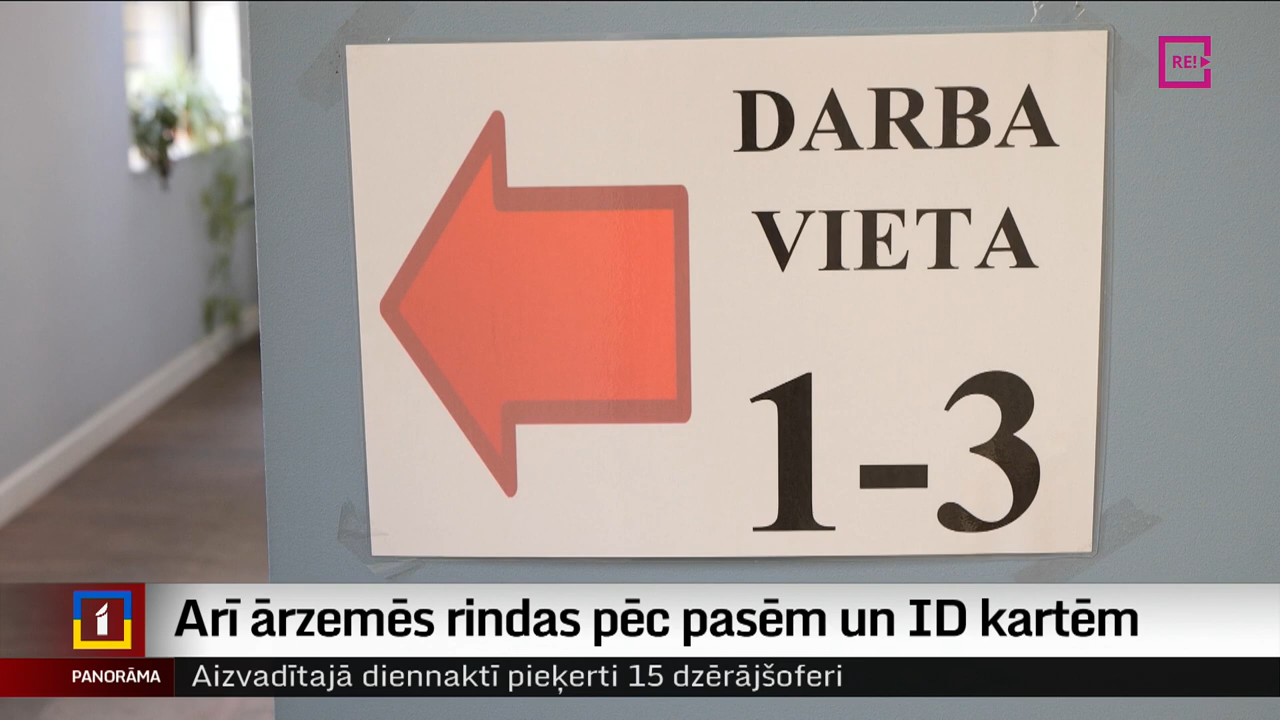 RE!
DARBA
VIETA
1-3
1
Arī ārzemēs rindas pēc pasēm un ID kartēm
PANORĀMA
Aizvadītajā diennaktī pieķerti 15 dzērājšoferi